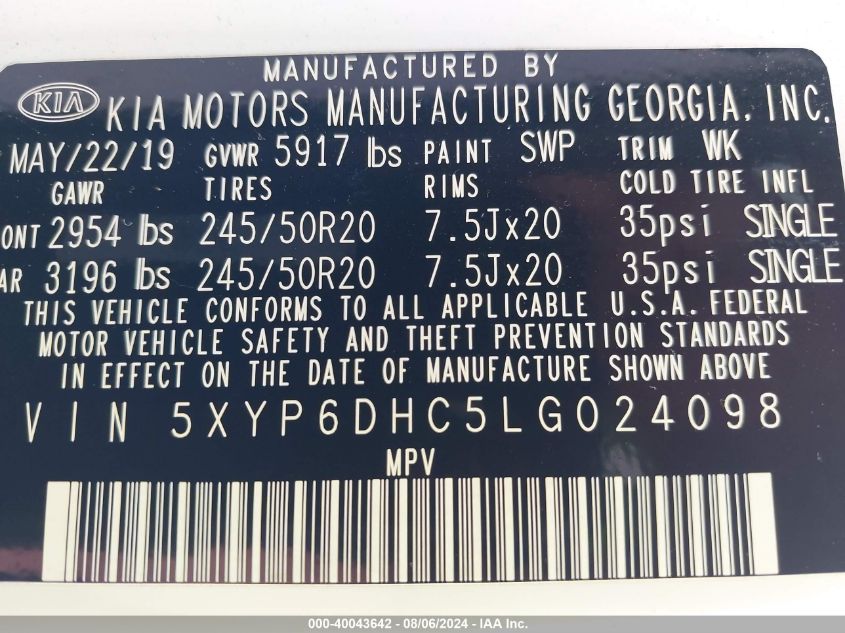 MANUFACTURED BY
KIA KIA MOTORS MANUFACTURING GEORGIA, INC.
MAY/22/19 GVWR 5917 lbs PAINT SWP TRIM WK
GAWR TIRES RIMS COLD TIRE INFL
ONT 2954 lbs 245/50R20 7.5Jx20 35psi SINGLE
AR 3196 lbs 245/50R20 7.5Jx20 35psi SINGLE
THIS VEHICLE CONFORMS TO ALL APPLICABLE U.S.A. FEDERAL
MOTOR VEHICLE SAFETY AND THEFT PREVENTION STANDARDS
IN EFFECT ON THE DATE OF MANUFACTURE SHOWN ABOVE
VIN 5XYP6DHC5LG024098
MPV
000-40043642 - 08/06/2024 - IAA Inc.